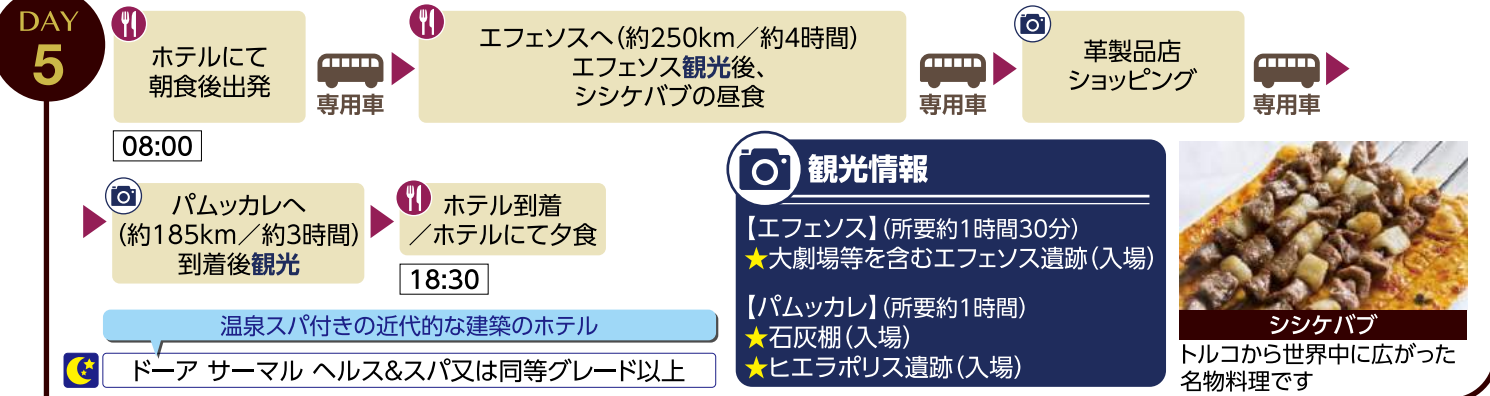 DAY
5
ホテルにて
朝食後出発
専用車
エフェソスへ(約250km/約4時間)
エフェソス観光後、
シシケバブの昼食
専用車
革製品店
ショッピング
専用車
08:00
パムッカレへ
(約185km/約3時間)
到着後観光
ホテル到着
/ホテルにて夕食
18:30
温泉スパ付きの近代的な建築のホテル
ドーア サーマル ヘルス&スパ又は同等グレード以上
観光情報
【エフェソス】(所要約1時間30分)
★大劇場等を含むエフェソス遺跡(入場)
【パムッカレ】(所要約1時間)
★石灰棚(入場)
★ヒエラポリス遺跡(入場)
シシケバブ
トルコから世界中に広がった
名物料理です